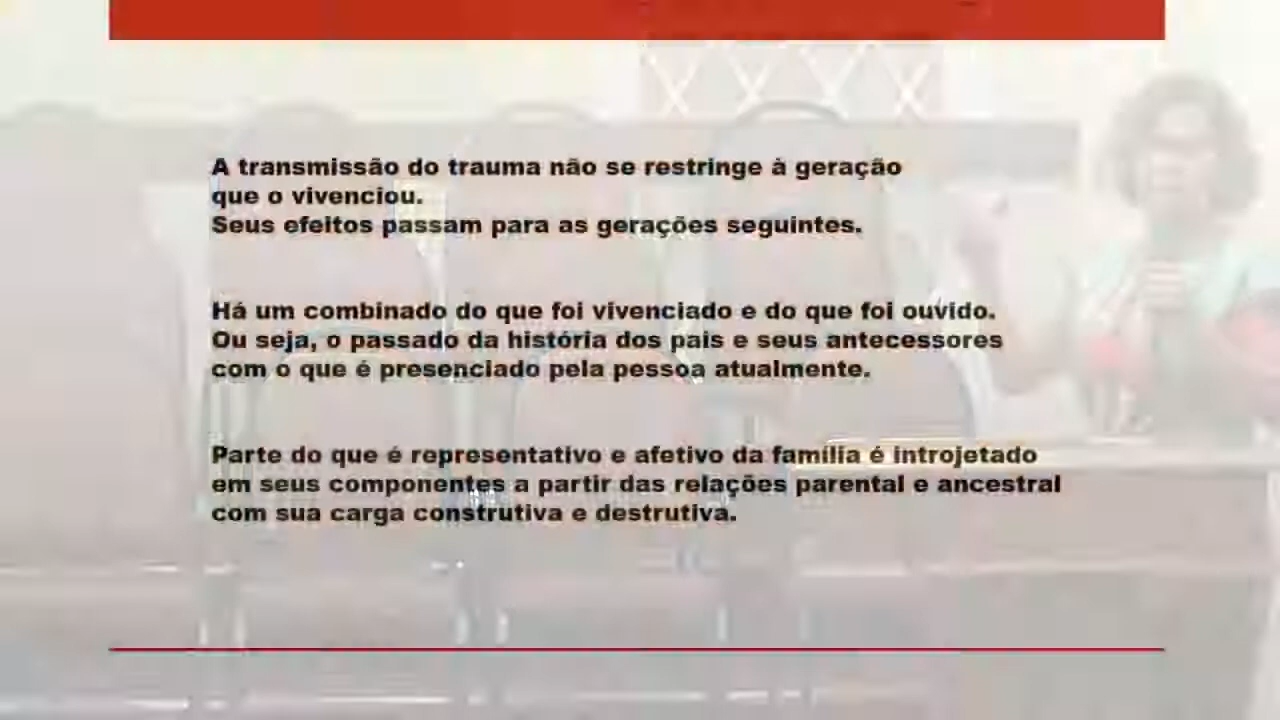 A transmissão do trauma não se restringe à geração
que o vivenciou.
Seus efeitos passam para as gerações seguintes.
Há um combinado do que foi vivenciado e do que foi ouvido.
Ou seja, o passado da história dos pais e seus antecessores
com o que é presenciado pela pessoa atualmente.
Parte do que é representativo e afetivo da família é introjetado
em seus componentes a partir das relações parental e ancestral
com sua carga construtiva e destrutiva.